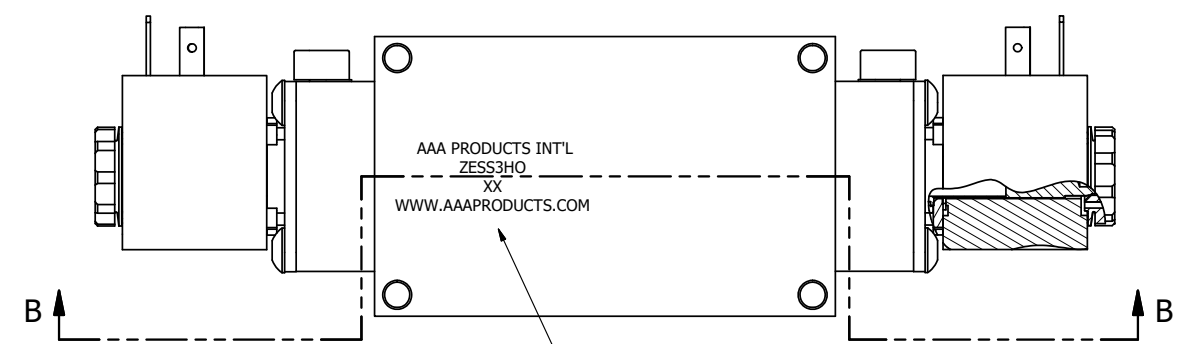 AAA PRODUCTS INT'L
ZESS3HO
XX
WWW.AAAPRODUCTS.COM
B
B